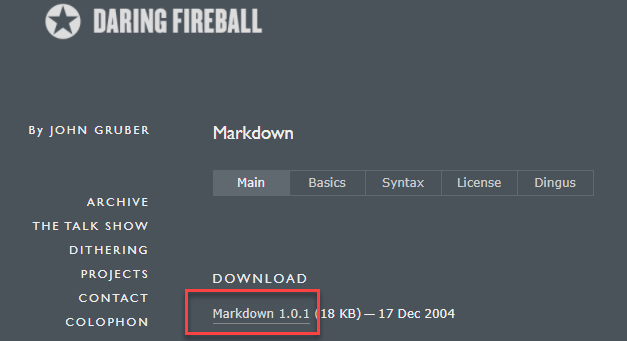 DARING FIREBALL
By JOHN GRUBER
ARCHIVE
THE TALK SHOW
DITHERING
PROJECTS
CONTACT
COLOPHON
Markdown
Main Basics Syntax License Dingus
DOWNLOAD
Markdown 1.0.1 (18 KB) — 17 Dec 2004